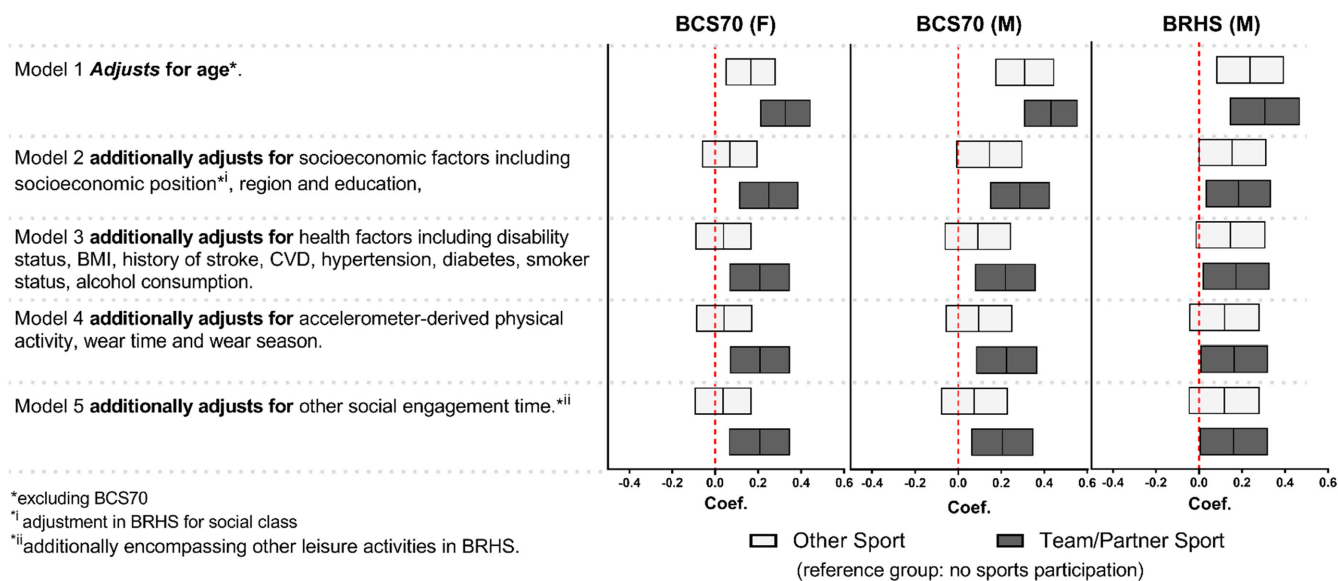 BCS70 (F) BCS70 (M) BRHS (M)
Model 1 Adjusts for age*.
Model 2 additionally adjusts for socioeconomic factors including
socioeconomic position*i, region and education,
Model 3 additionally adjusts for health factors including disability
status, BMI, history of stroke, CVD, hypertension, diabetes, smoker
status, alcohol consumption.
Model 4 additionally adjusts for accelerometer-derived physical
activity, wear time and wear season.
Model 5 additionally adjusts for other social engagement time.*ii
-0.4 -0.2 0.0 0.2 0.4 0.6 -0.4 -0.2 0.0 0.2 0.4 0.6 -0.4 -0.2 0.0 0.2 0.4 0.6
Coef. Coef. Coef.
*excluding BCS70
*i adjustment in BRHS for social class
*iiadditionally encompassing other leisure activities in BRHS.
Other Sport Team/Partner Sport
(reference group: no sports participation)